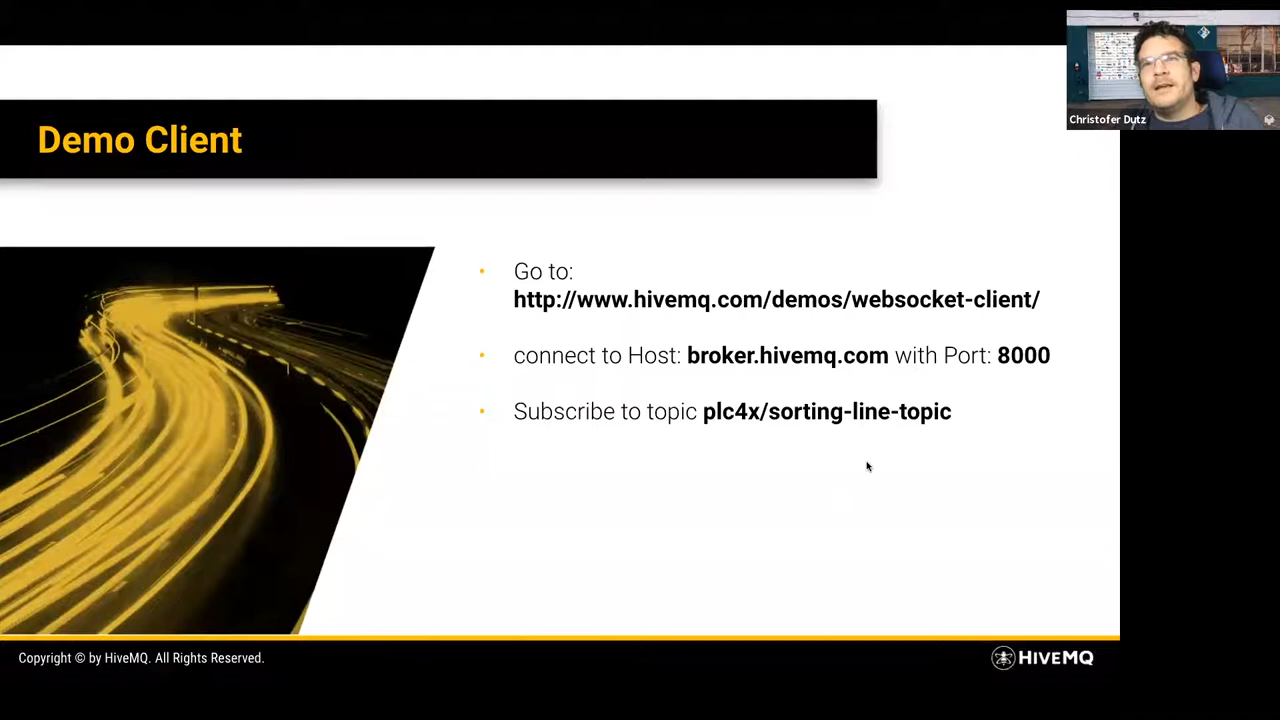 Christofer Dutz
Demo Client
• Go to:
http://www.hivemq.com/demos/websocket-client/
• connect to Host: broker.hivemq.com with Port: 8000
• Subscribe to topic plc4x/sorting-line-topic
Copyright © by HiveMQ. All Rights Reserved.
HIVEMQ